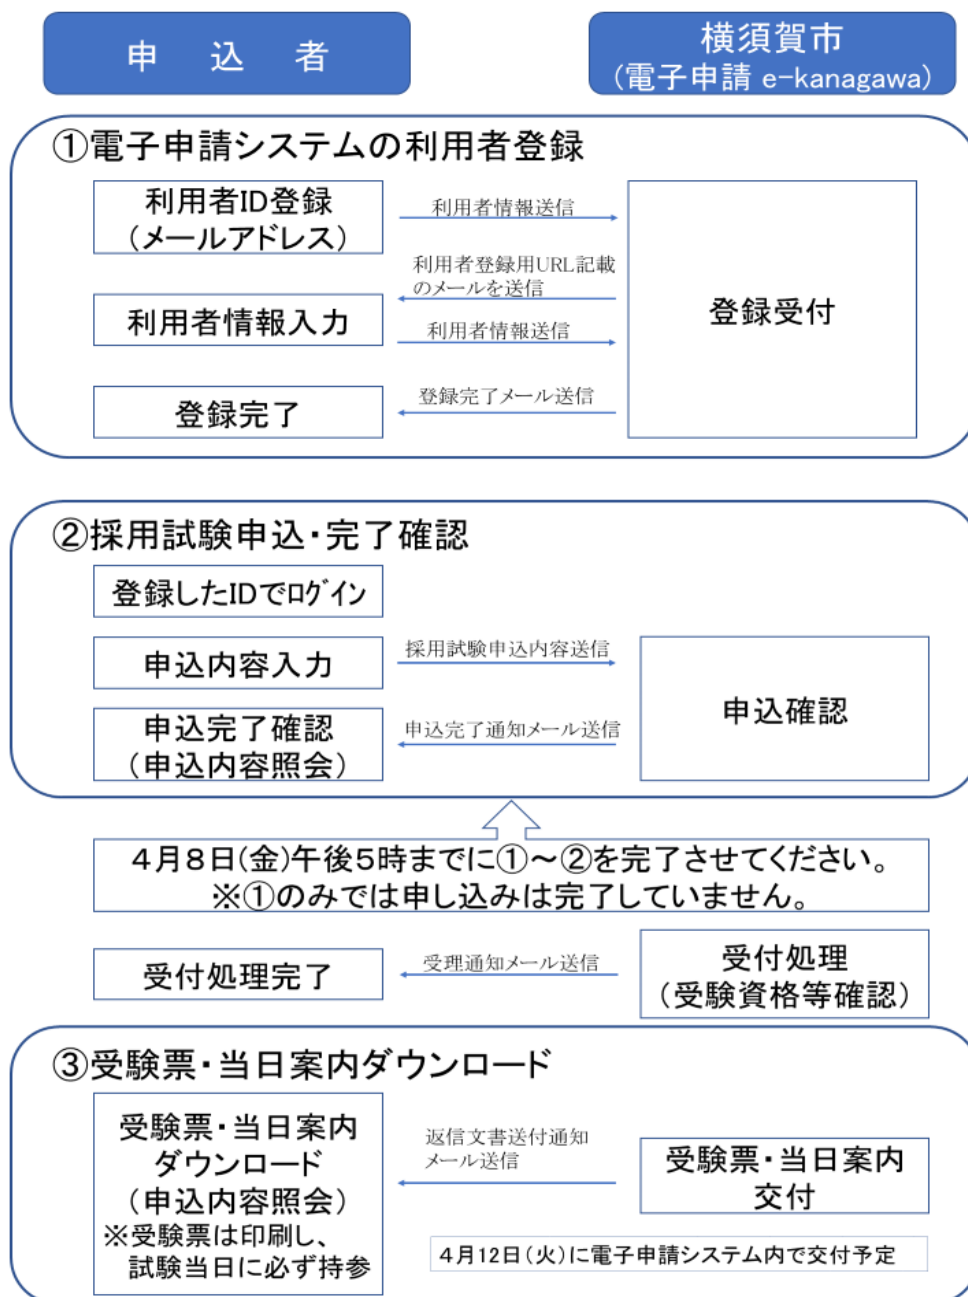 申　込　者
横須賀市
（電子申請 e-kanagawa）
①電子申請システムの利用者登録
利用者ID登録
（メールアドレス）
利用者情報送信
利用者登録用URL記載
のメールを送信
登録受付
利用者情報入力
利用者情報送信
登録完了
登録完了メール送信
②採用試験申込・完了確認
登録したIDでﾛｸﾞｲﾝ
申込内容入力
採用試験申込内容送信
申込確認
申込完了確認
（申込内容照会）
申込完了通知メール送信
４月８日(金)午後５時までに①～②を完了させてください。
※①のみでは申し込みは完了していません。
受付処理完了
受理通知メール送信
受付処理
（受験資格等確認）
③受験票・当日案内ダウンロード
受験票・当日案内
ダウンロード
（申込内容照会）
※受験票は印刷し、
試験当日に必ず持参
返信文書送付通知
メール送信
受験票・当日案内
交付
４月12日（火）に電子申請システム内で交付予定